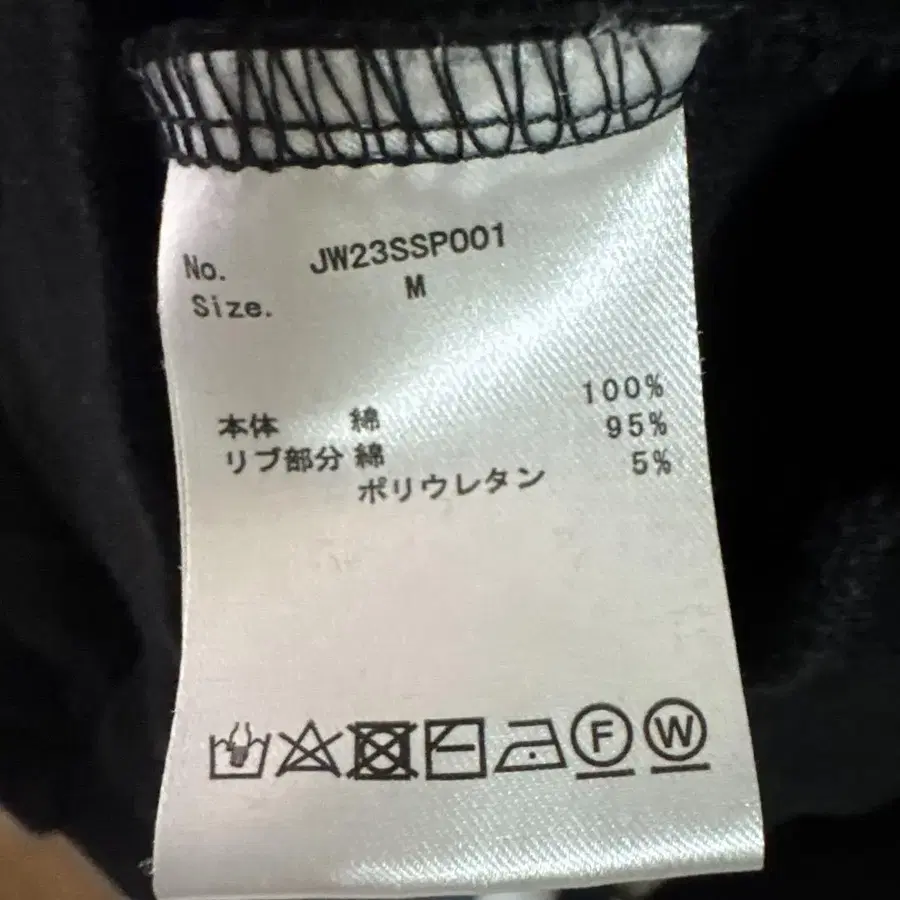 No. JW23SSP001
Size. M
本体 綿 100%
リブ部分 綿 95%
ポリウレタン 5%
F W